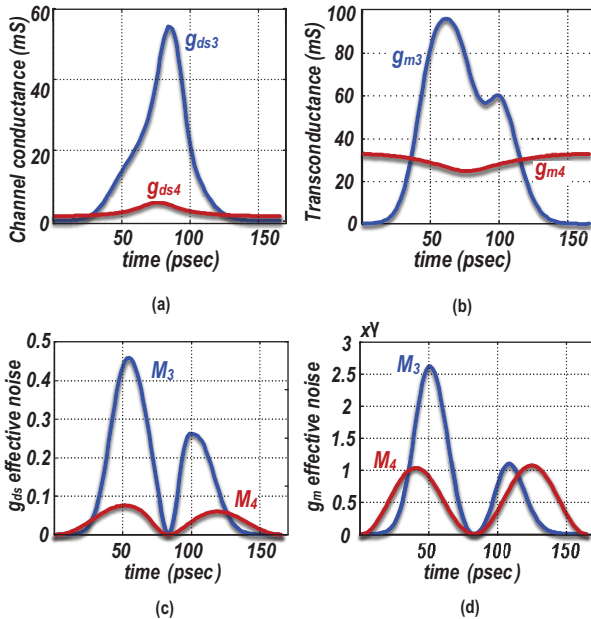 60
40
20
0
Channel conductance (mS)
gds3
gds4
50
100
150
time (psec)
(a)
100
80
60
40
20
0
Transconductance (mS)
gm3
gm4
50
100
150
time (psec)
(b)
0.5
0.4
0.3
0.2
0.1
0
gds effective noise
M3
M4
50
100
150
time (psec)
(c)
xγ
3
2.5
2
1.5
1
0.5
0
gm effective noise
M3
M4
50
100
150
time (psec)
(d)